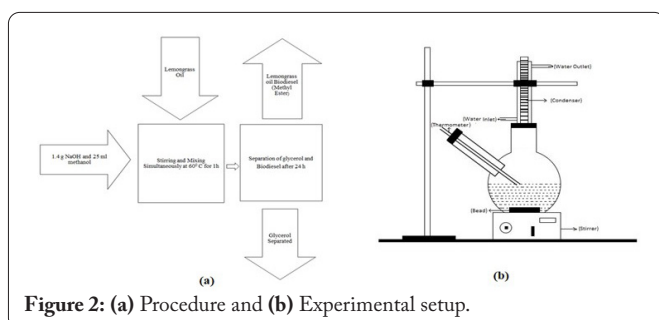 Lemongrass
Oil
1.4 g NaOH and 25 ml
methanol
Stirring and Mixing
Simultaneously at 60° C for 1h
Lemongrass
oil Biodiesel
(Methyl
Ester)
Separation of glycerol and
Biodiesel after 24 h
Glycerol
Separated
(a)
(Water Outlet)
(Condenser)
(Water Inlet)
(Thermometer)
(Bead)
(Stirrer)
(b)
Figure 2: (a) Procedure and (b) Experimental setup.